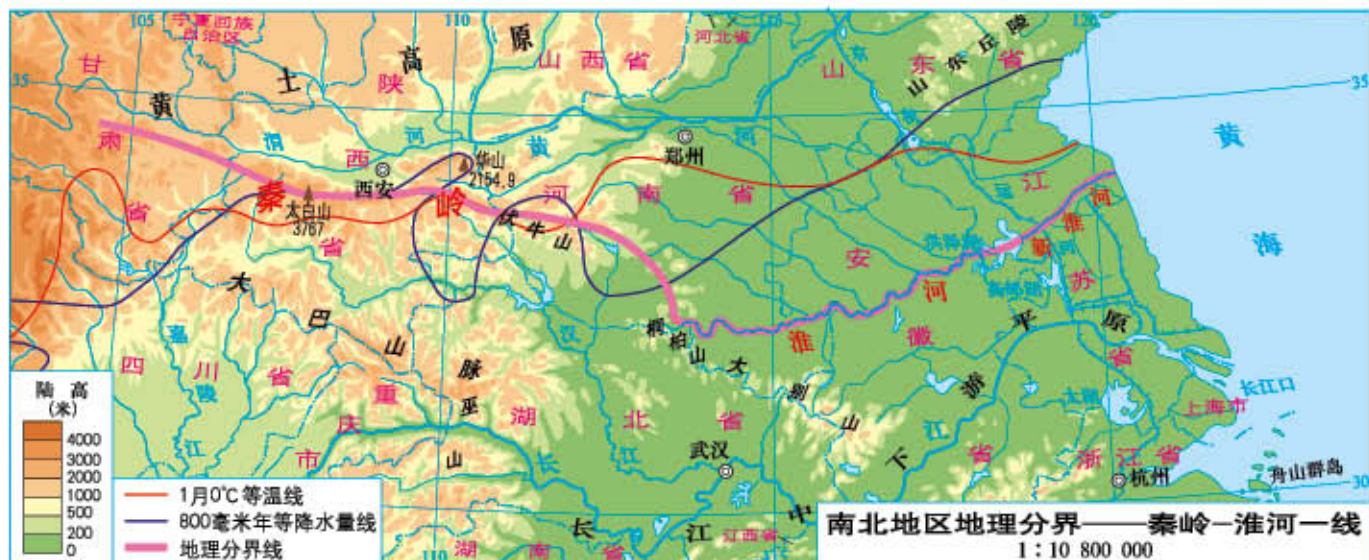 105
110
115
120
宁夏回族
自治区
甘
肃
省
黄
土
高
原
陕
西
省
山西省
河北省
山东省
山东丘陵
35
35
京
杭
运
河
黄
海
渭
河
黄
河
西安
华山
2154.9
郑州
秦
岭
太白山
3767
伏牛山
河南省
江
苏
省
安
徽
省
淮
河
新
淮
河
大
巴
山
脉
巫
山
嘉
陵
江
汉
江
桐柏山
大别山
四川省
重
庆
市
湖北省
武汉
长
江
中
下
游
平
原
长
江
太湖
长江口
上海市
浙江省
杭州
舟山群岛
30
湖南省
江西省
110
陆高
(米)
4000
3000
2000
1000
500
200
0
1月0℃等温线
800毫米年等降水量线
地理分界线
南北地区地理分界——秦岭-淮河一线
1:10 800 000